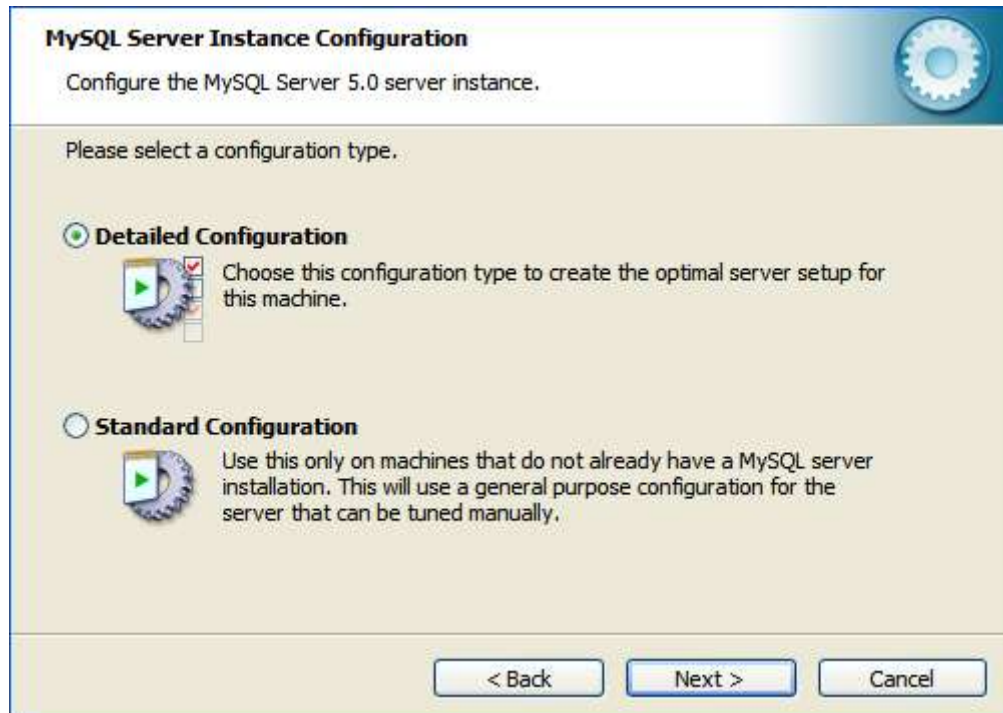 MySQL Server Instance Configuration
Configure the MySQL Server 5.0 server instance.
Please select a configuration type.
Detailed Configuration
Choose this configuration type to create the optimal server setup for
this machine.
Standard Configuration
Use this only on machines that do not already have a MySQL server
installation. This will use a general purpose configuration for the
server that can be tuned manually.
< Back Next > Cancel